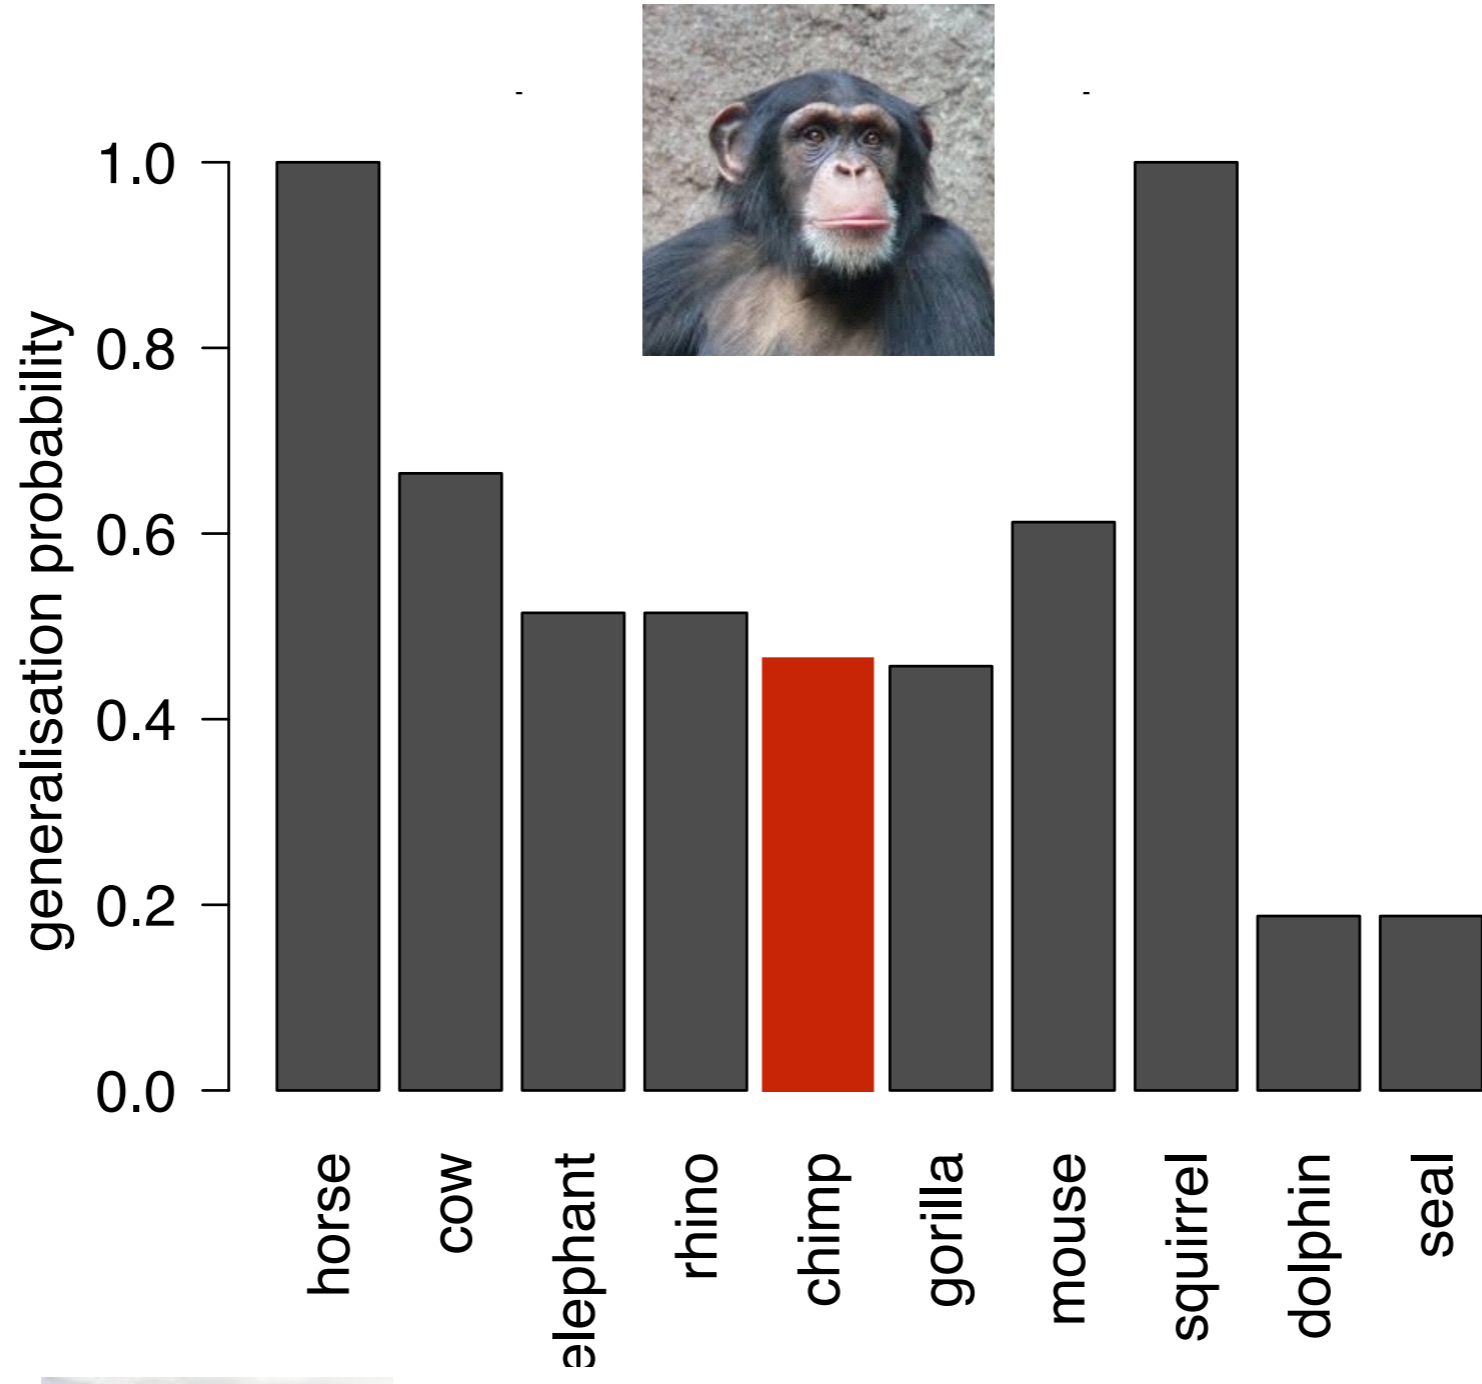 generalisation probability
1.0
0.8
0.6
0.4
0.2
0.0
horse
cow
elephant
rhino
chimp
gorilla
mouse
squirrel
dolphin
seal